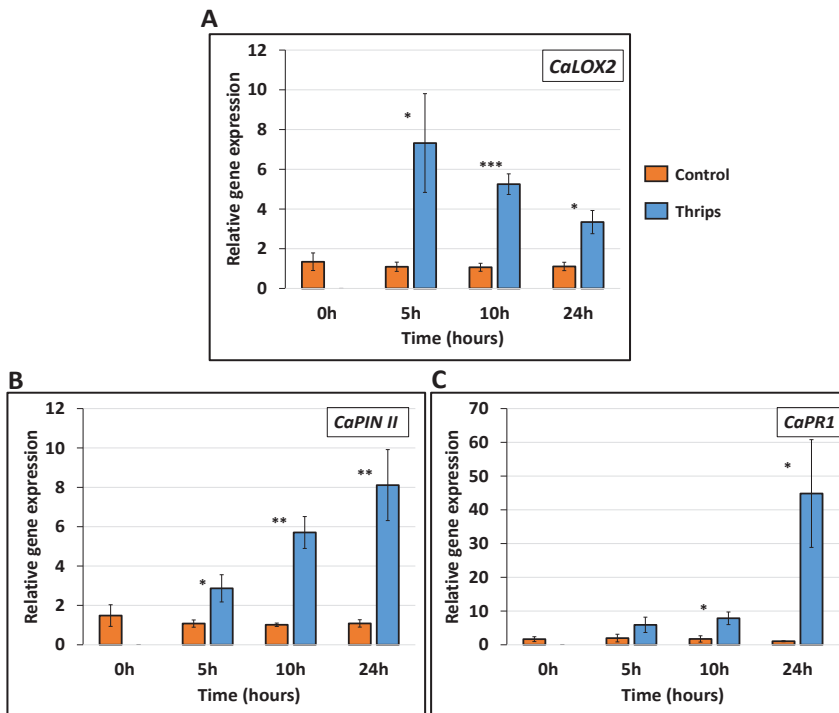 A
CaLOX2
12
10
8
6
4
2
0
Relative gene expression
*
***
*
0h 5h 10h 24h
Time (hours)
Control
Thrips
B
CaPIN II
12
10
8
6
4
2
0
Relative gene expression
*
**
**
0h 5h 10h 24h
Time (hours)
C
CaPR1
70
60
50
40
30
20
10
0
Relative gene expression
*
*
0h 5h 10h 24h
Time (hours)